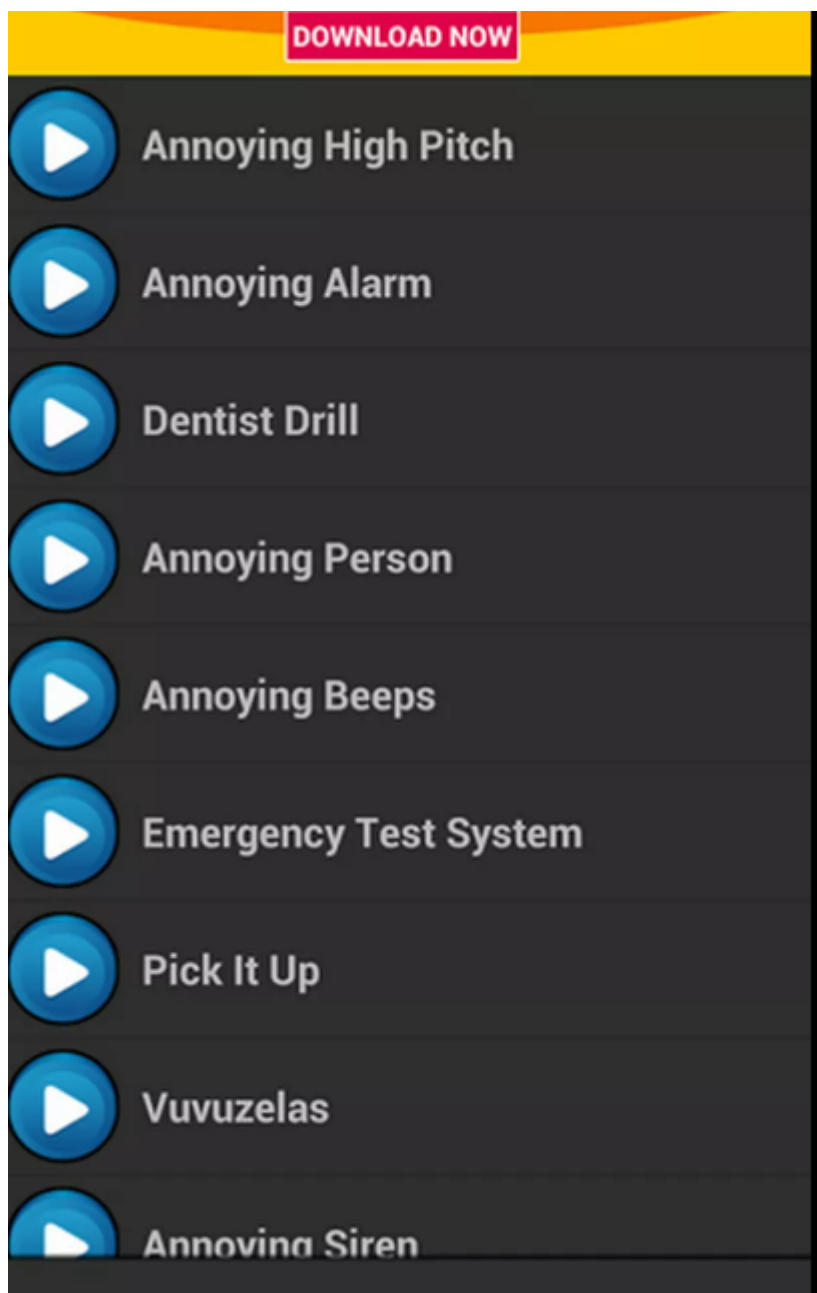 DOWNLOAD NOW
Annoying High Pitch
Annoying Alarm
Dentist Drill
Annoying Person
Annoying Beeps
Emergency Test System
Pick It Up
Vuvuzelas
Annoying Siren